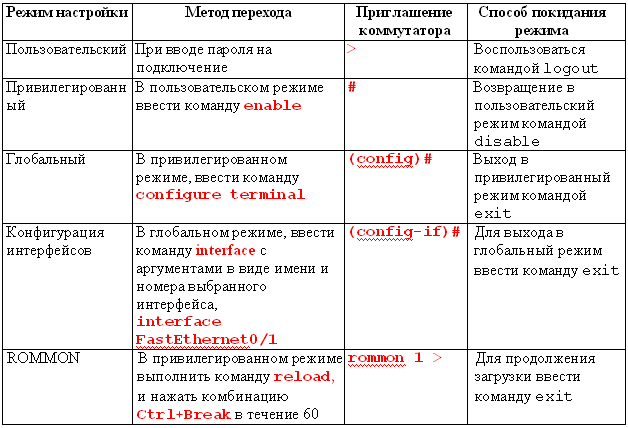 Режим настройки
Метод перехода
Приглашение
коммутатора
Способ покидания
режима
Пользовательский
При вводе пароля на
подключение
>
Воспользоваться
командой logout
Привилегированн
ый
В пользовательском режиме
ввести команду enable
#
Возвращение в
пользовательский
режим командой
disable
Глобальный
В привилегированном
режиме, ввести команду
configure terminal
(config)#
Выход в
привилегированный
режим командой
exit
Конфигурация
интерфейсов
В глобальном режиме, ввести
команду interface с
аргументами в виде имени и
номера выбранного
интерфейса,
interface
FastEthernet0/1
(config-if)#
Для выхода в
глобальный режим
ввести команду exit
ROMMON
В привилегированном режиме
выполнить команду reload,
и нажать комбинацию
Ctrl+Break в течение 60
rommon 1 >
Для продолжения
загрузки ввести
команду exit